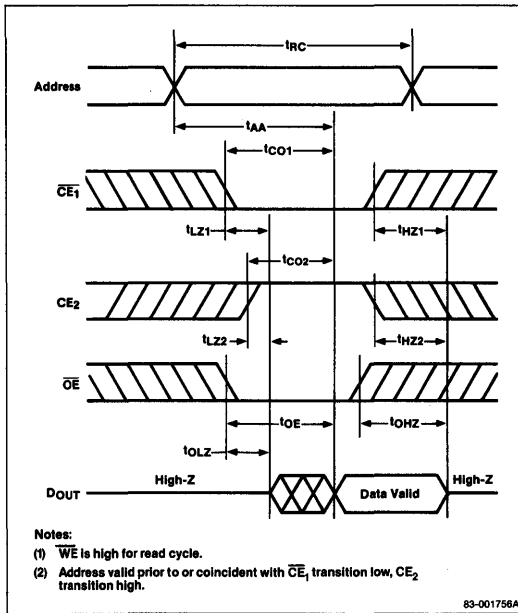 tRC
Address
tAA
tCO1
CE1
tLZ1
tHZ1
tCO2
CE2
tLZ2
tHZ2
OE
tOE
tOHZ
tOLZ
High-Z
High-Z
DOUT
Data Valid
Notes:
(1) WE is high for read cycle.
(2) Address valid prior to or coincident with CE1 transition low, CE2
transition high.
83-001756A